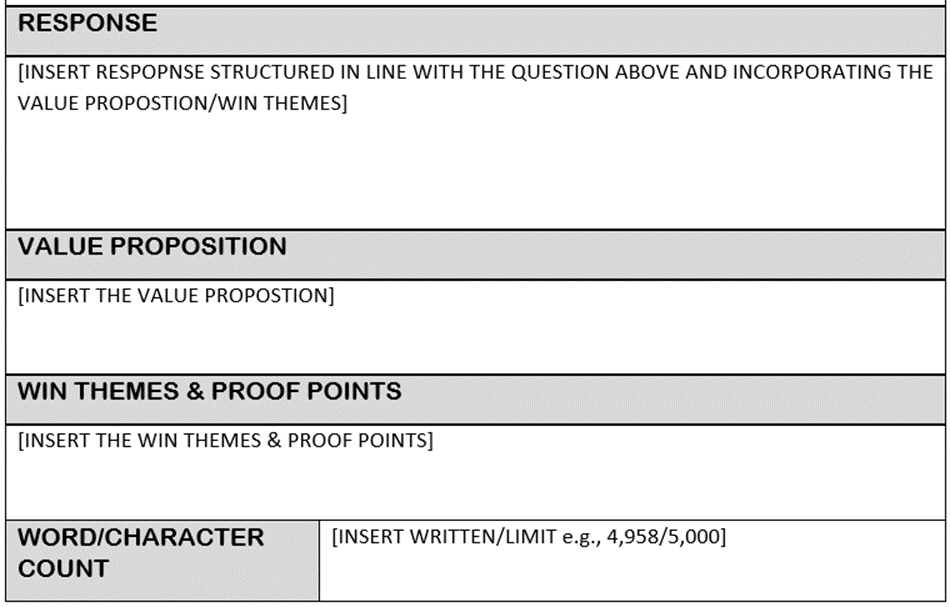 RESPONSE
[INSERT RESPOPNSE STRUCTURED IN LINE WITH THE QUESTION ABOVE AND INCORPORATING THE
VALUE PROPOSTION/WIN THEMES]
VALUE PROPOSITION
[INSERT THE VALUE PROPOSTION]
WIN THEMES & PROOF POINTS
[INSERT THE WIN THEMES & PROOF POINTS]
WORD/CHARACTER
COUNT
[INSERT WRITTEN/LIMIT e.g., 4,958/5,000]